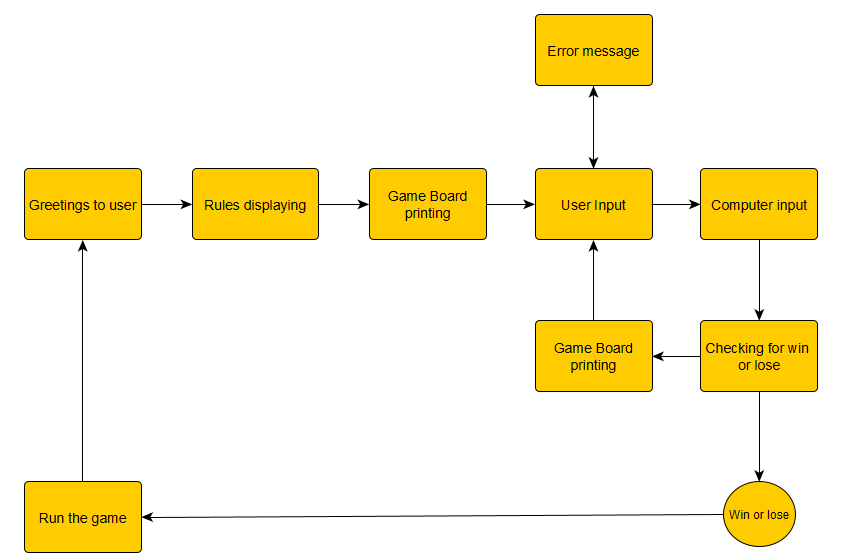 Error message
Greetings to user
Rules displaying
Game Board
printing
User Input
Computer input
Game Board
printing
Checking for win
or lose
Run the game
Win or lose